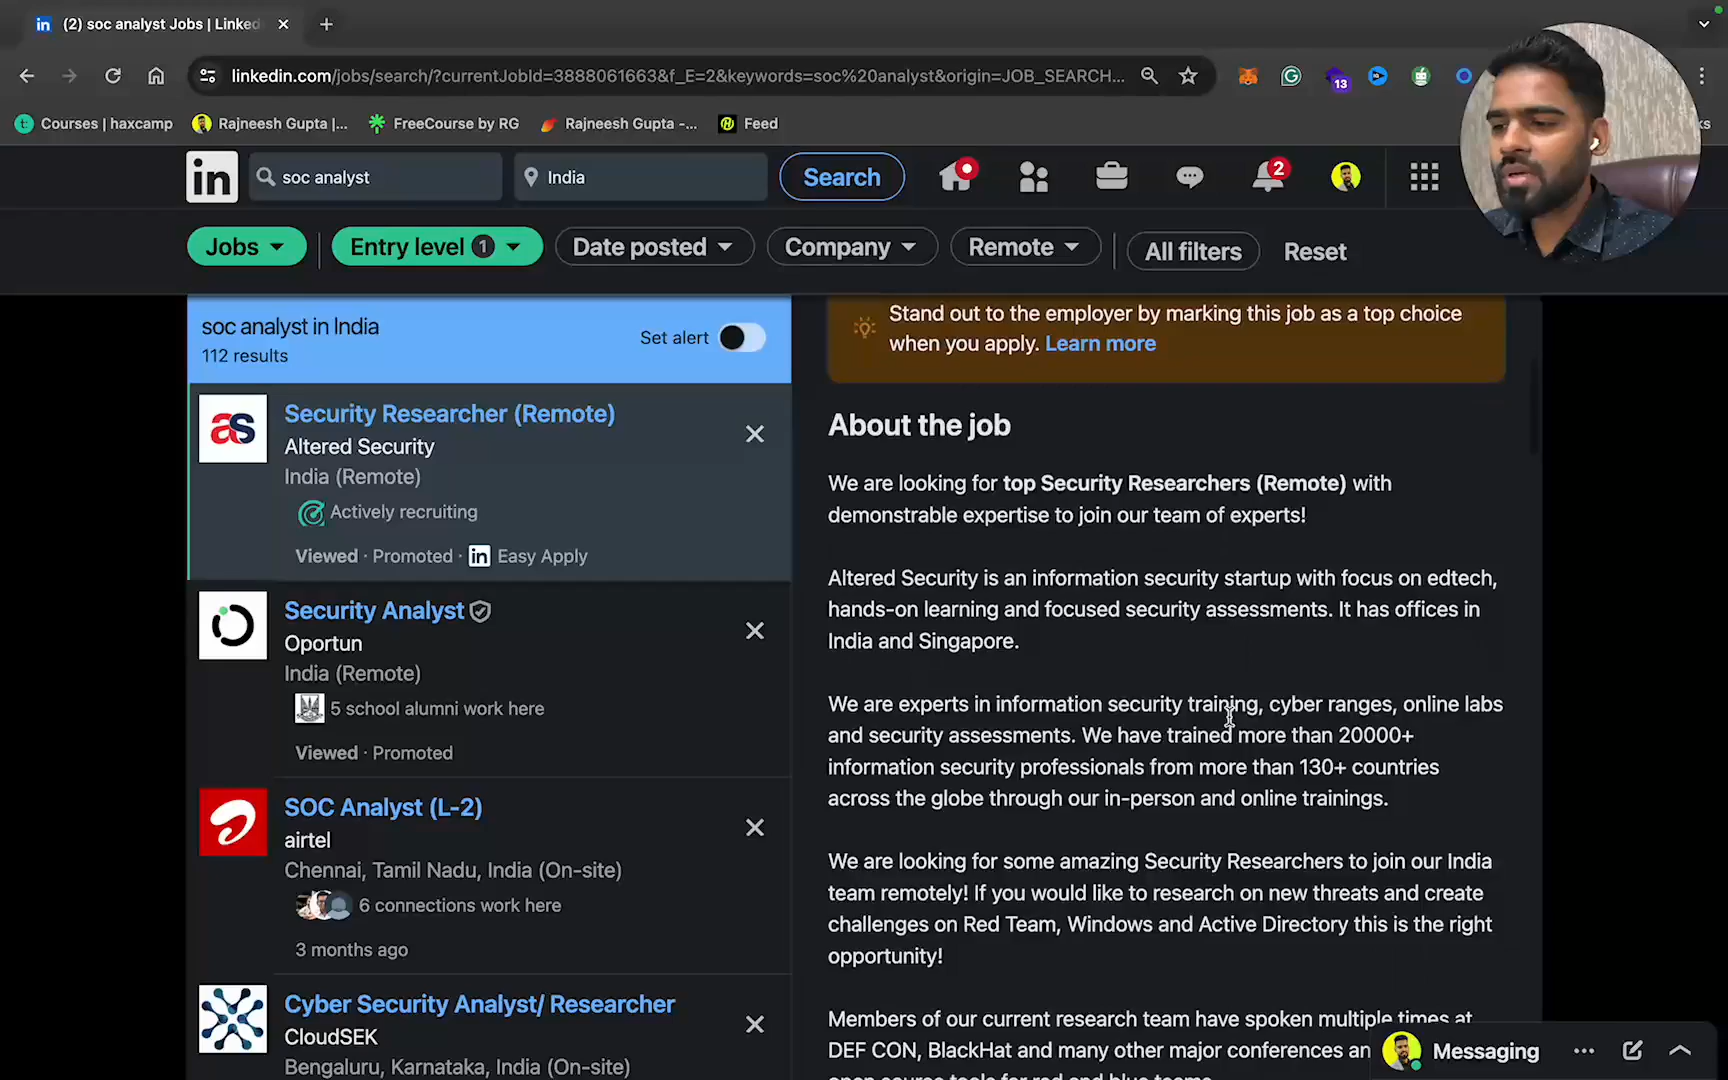 (2) soc analyst Jobs | Linked
linkedin.com/jobs/search/?currentJobId=3888061663&f_E=2&keywords=soc%20analyst&origin=JOB_SEARCH...
13
Courses | haxcamp
Rajneesh Gupta |...
FreeCourse by RG
Rajneesh Gupta -...
Feed
ks
in
soc analyst
India
Search
2
Jobs
Entry level 1
Date posted
Company
Remote
All filters
Reset
soc analyst in India
112 results
Set alert
as
Security Researcher (Remote)
Altered Security
India (Remote)
Actively recruiting
Viewed · Promoted · in Easy Apply
Security Analyst
Oportun
India (Remote)
5 school alumni work here
Viewed · Promoted
SOC Analyst (L-2)
airtel
Chennai, Tamil Nadu, India (On-site)
6 connections work here
3 months ago
Cyber Security Analyst/ Researcher
CloudSEK
Bengaluru, Karnataka, India (On-site)
Stand out to the employer by marking this job as a top choice
when you apply. Learn more
About the job
We are looking for top Security Researchers (Remote) with
demonstrable expertise to join our team of experts!
Altered Security is an information security startup with focus on edtech,
hands-on learning and focused security assessments. It has offices in
India and Singapore.
We are experts in information security training, cyber ranges, online labs
and security assessments. We have trained more than 20000+
information security professionals from more than 130+ countries
across the globe through our in-person and online trainings.
We are looking for some amazing Security Researchers to join our India
team remotely! If you would like to research on new threats and create
challenges on Red Team, Windows and Active Directory this is the right
opportunity!
Members of our current research team have spoken multiple times at
DEF CON, BlackHat and many other major conferences an
open source tools for red and blue teams.
Messaging